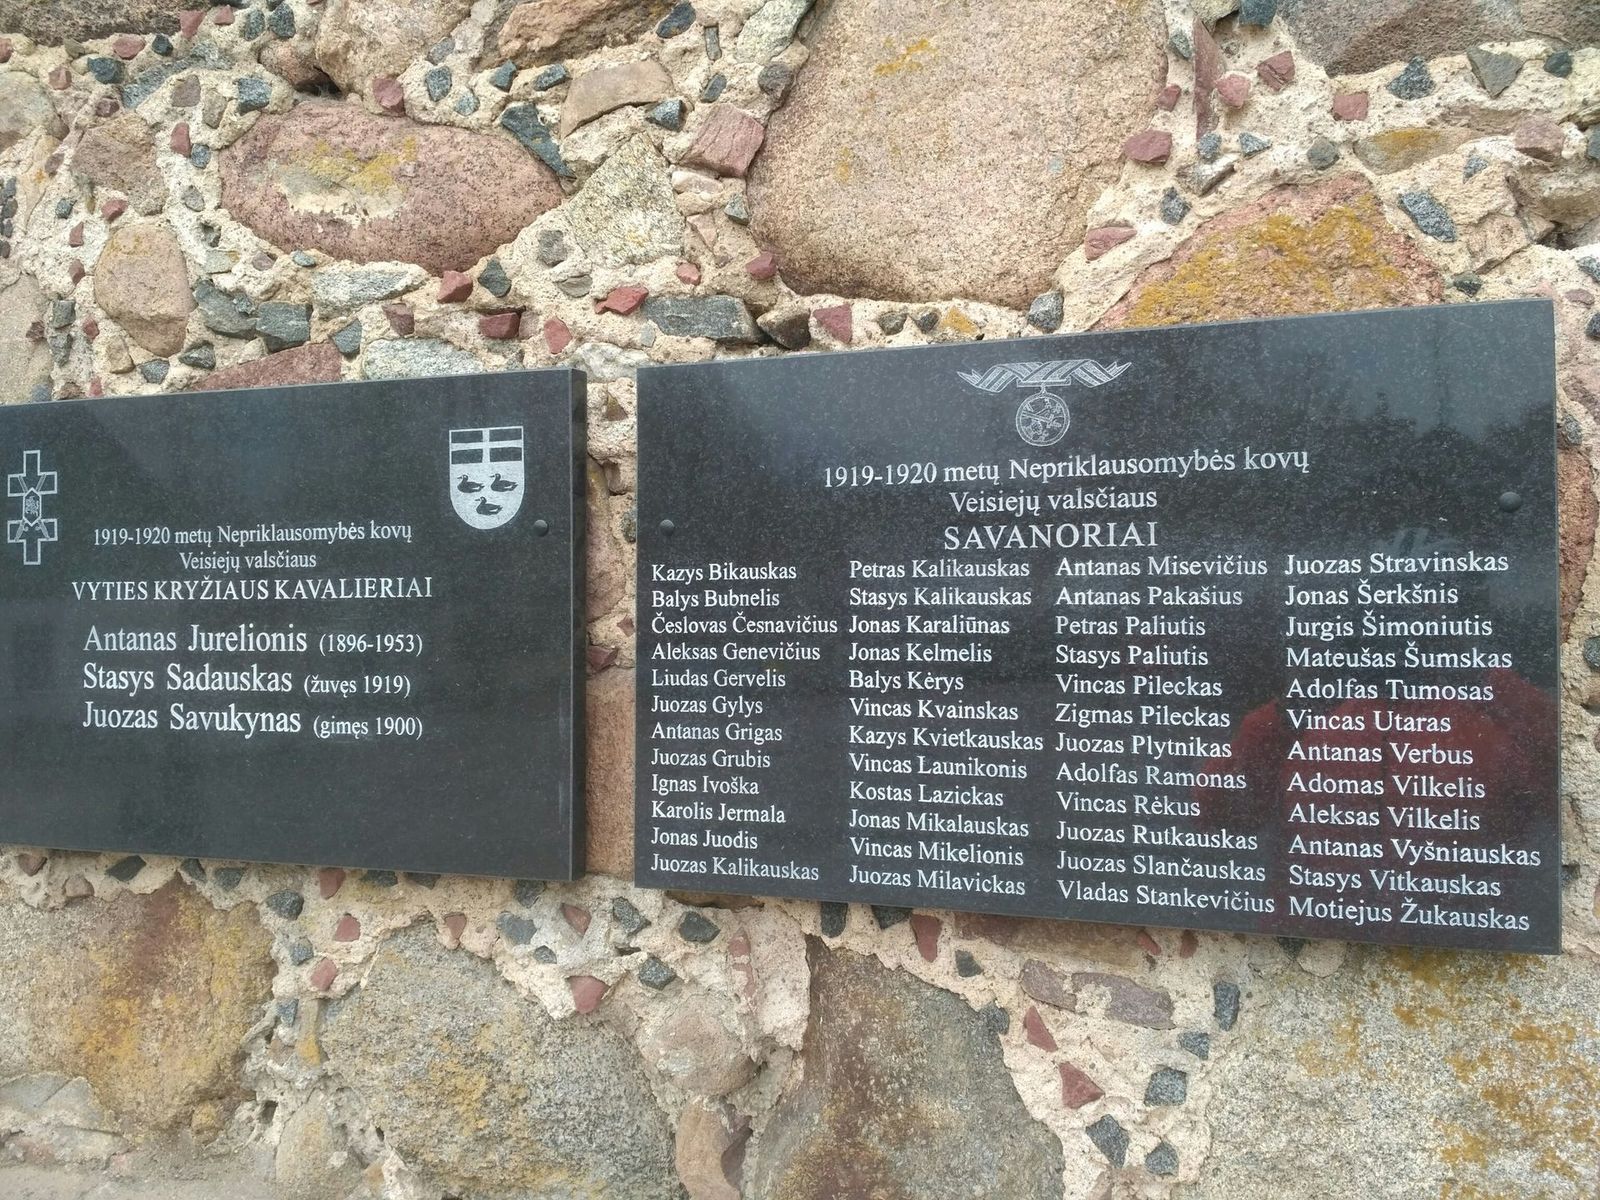 1919-1920 metų Nepriklausomybės kovų
Veisiejų valsčiaus
VYTIES KRYŽIAUS KAVALIERIAI
Antanas Jurelionis (1896-1953)
Stasys Sadauskas (žuvęs 1919)
Juozas Savukynas (gimęs 1900)
1919-1920 metų Nepriklausomybės kovų
Veisiejų valsčiaus
SAVANORIAI
Kazys Bikauskas
Balys Bubnelis
Česlovas Česnavičius
Aleksas Genevičius
Liudas Gervelis
Juozas Gylys
Antanas Grigas
Juozas Grubis
Ignas Ivoška
Karolis Jermala
Jonas Juodis
Juozas Kalikauskas
Petras Kalikauskas
Stasys Kalikauskas
Jonas Karaliūnas
Jonas Kelmelis
Balys Kėrys
Vincas Kvainskas
Kazys Kvietkauskas
Vincas Launikonis
Kostas Lazickas
Jonas Mikalauskas
Vincas Mikelionis
Juozas Milavickas
Antanas Misevičius
Antanas Pakašius
Petras Paliutis
Stasys Paliutis
Vincas Pileckas
Zigmas Pileckas
Juozas Plytnikas
Adolfas Ramonas
Vincas Rėkus
Juozas Rutkauskas
Juozas Slančauskas
Vladas Stankevičius
Juozas Stravinskas
Jonas Šerkšnis
Jurgis Šimoniutis
Mateušas Šumskas
Adolfas Tumosas
Vincas Utaras
Antanas Verbus
Adomas Vilkelis
Aleksas Vilkelis
Antanas Vyšniauskas
Stasys Vitkauskas
Motiejus Žukauskas